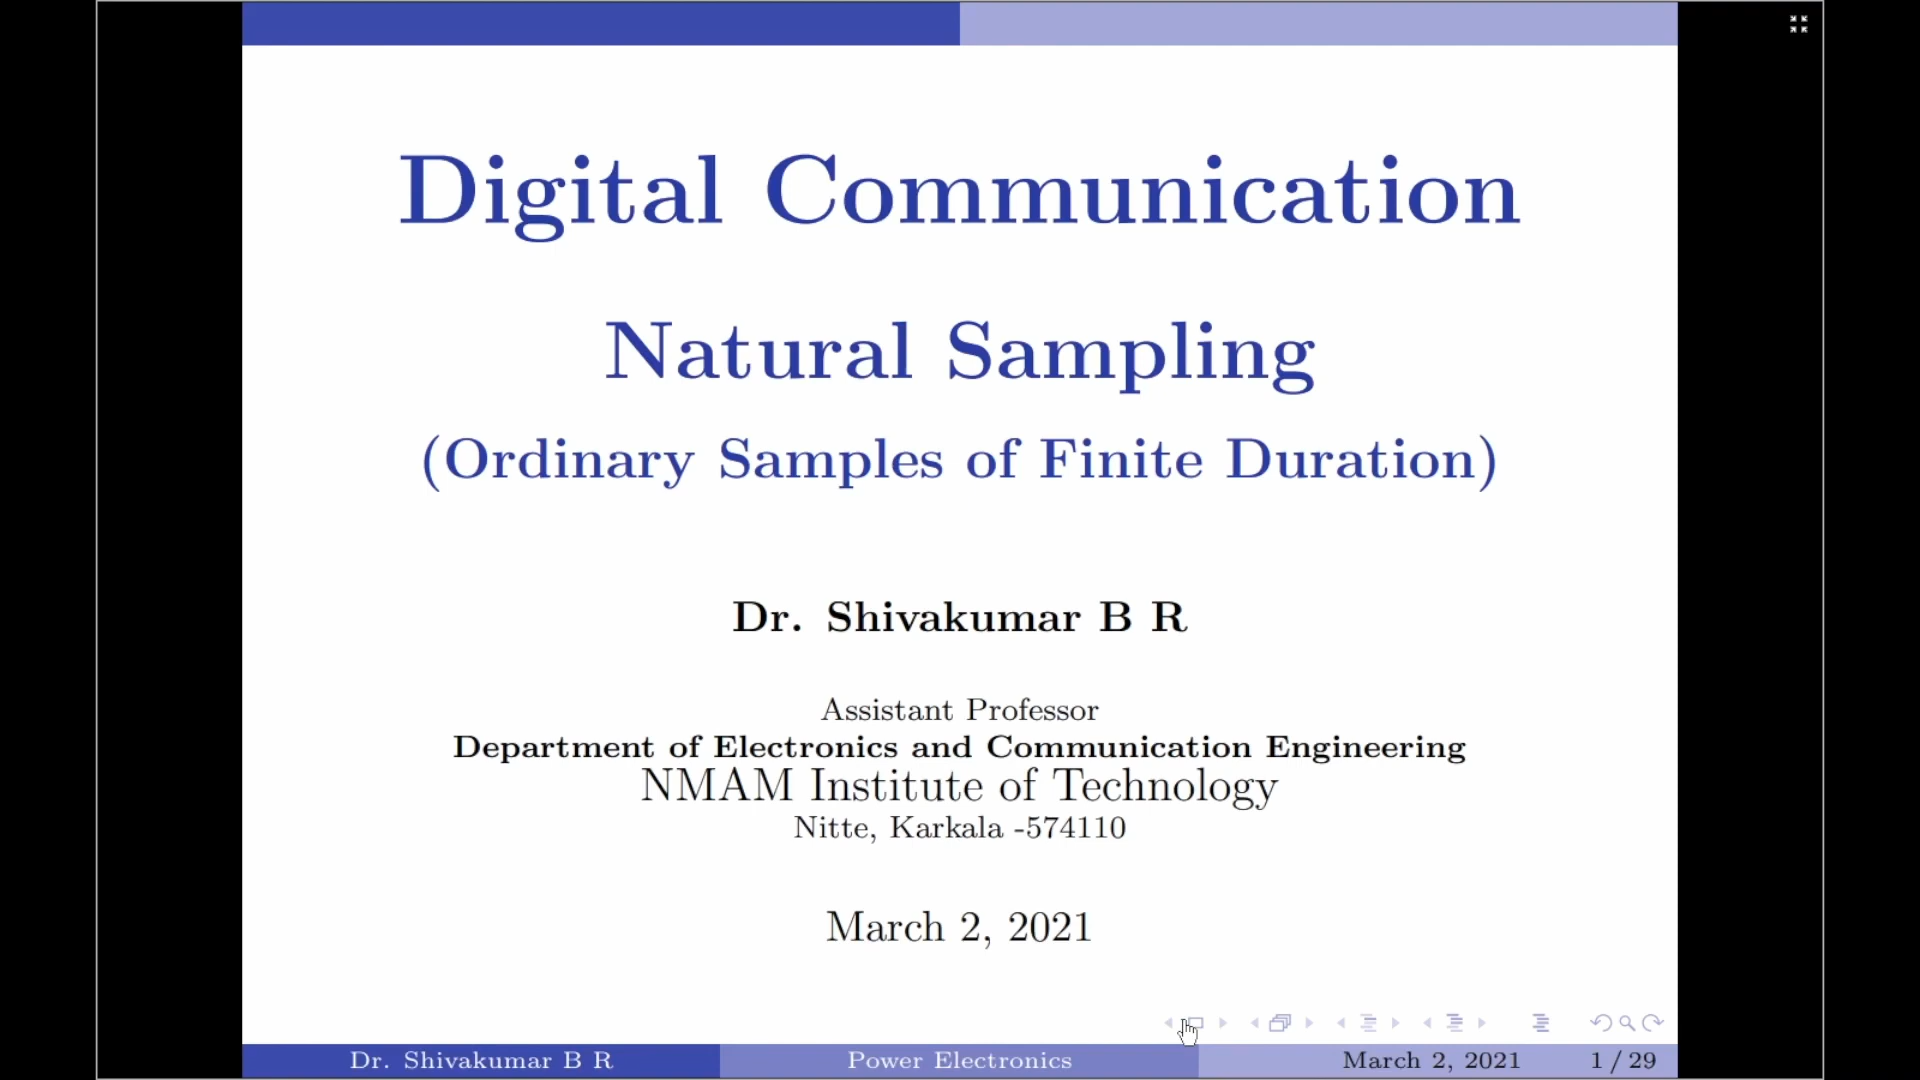 Digital Communication
Natural Sampling
(Ordinary Samples of Finite Duration)
Dr. Shivakumar B R
Assistant Professor
Department of Electronics and Communication Engineering
NMAM Institute of Technology
Nitte, Karkala -574110
March 2, 2021
Dr. Shivakumar B R Power Electronics March 2, 2021 1 / 29